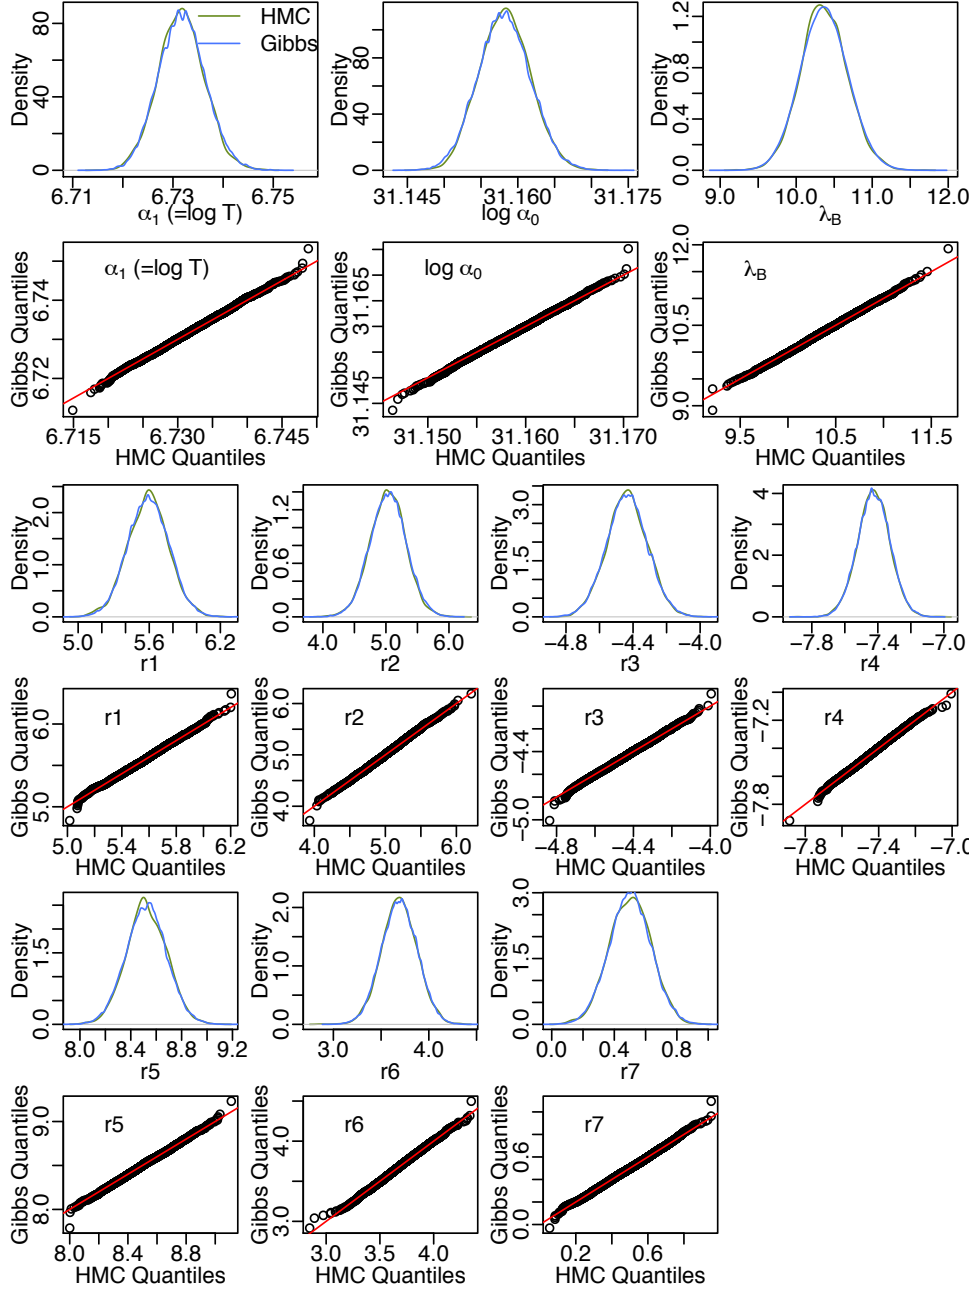 HMC
Gibbs
Density
0 40 80
6.71 6.73 6.75
α1 (=log T)
Density
0 40 80
31.145 31.160 31.175
log α0
Density
0.0 0.4 0.8 1.2
9.0 10.0 11.0 12.0
λB
α1 (=log T)
Gibbs Quantiles
6.72 6.74
6.715 6.730 6.745
HMC Quantiles
log α0
Gibbs Quantiles
31.145 31.165
31.150 31.160 31.170
HMC Quantiles
λB
Gibbs Quantiles
9.0 10.5 12.0
9.5 10.5 11.5
HMC Quantiles
Density
0.0 1.0 2.0
5.0 5.6 6.2
r1
Density
0.0 0.6 1.2
4.0 5.0 6.0
r2
Density
0.0 1.5 3.0
−4.8 −4.4 −4.0
r3
Density
0 2 4
−7.8 −7.4 −7.0
r4
r1
Gibbs Quantiles
5.0 6.0
5.0 5.4 5.8 6.2
HMC Quantiles
r2
Gibbs Quantiles
4.0 5.0 6.0
4.0 5.0 6.0
HMC Quantiles
r3
Gibbs Quantiles
−5.0 −4.4
−4.8 −4.4 −4.0
HMC Quantiles
r4
Gibbs Quantiles
−7.8 −7.2
−7.8 −7.4 −7.0
HMC Quantiles
Density
0.0 1.5
8.0 8.4 8.8 9.2
r5
Density
0.0 1.0 2.0
3.0 4.0
r6
Density
0.0 1.5 3.0
0.0 0.4 0.8
r7
r5
Gibbs Quantiles
8.0 9.0
8.0 8.4 8.8
HMC Quantiles
r6
Gibbs Quantiles
3.0 4.0
3.0 3.5 4.0
HMC Quantiles
r7
Gibbs Quantiles
0.0 0.6
0.2 0.6
HMC Quantiles